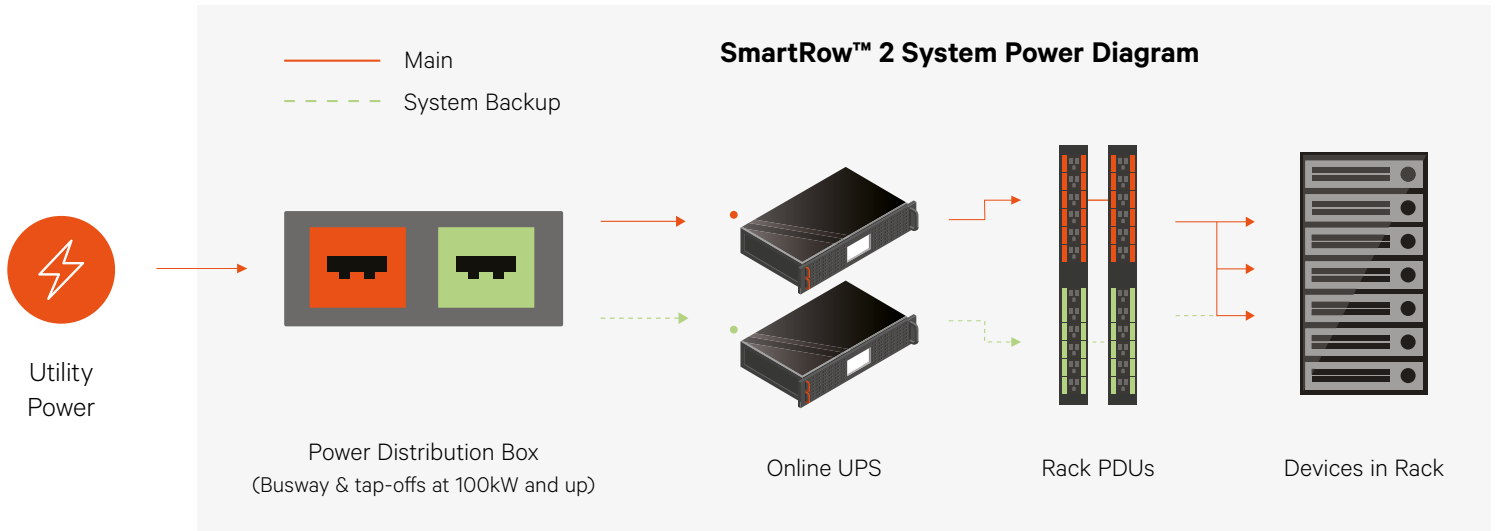 SmartRow™ 2 System Power Diagram
Main
System Backup
Utility
Power
Power Distribution Box
(Busway & tap-offs at 100kW and up)
Online UPS
Rack PDUs
Devices in Rack